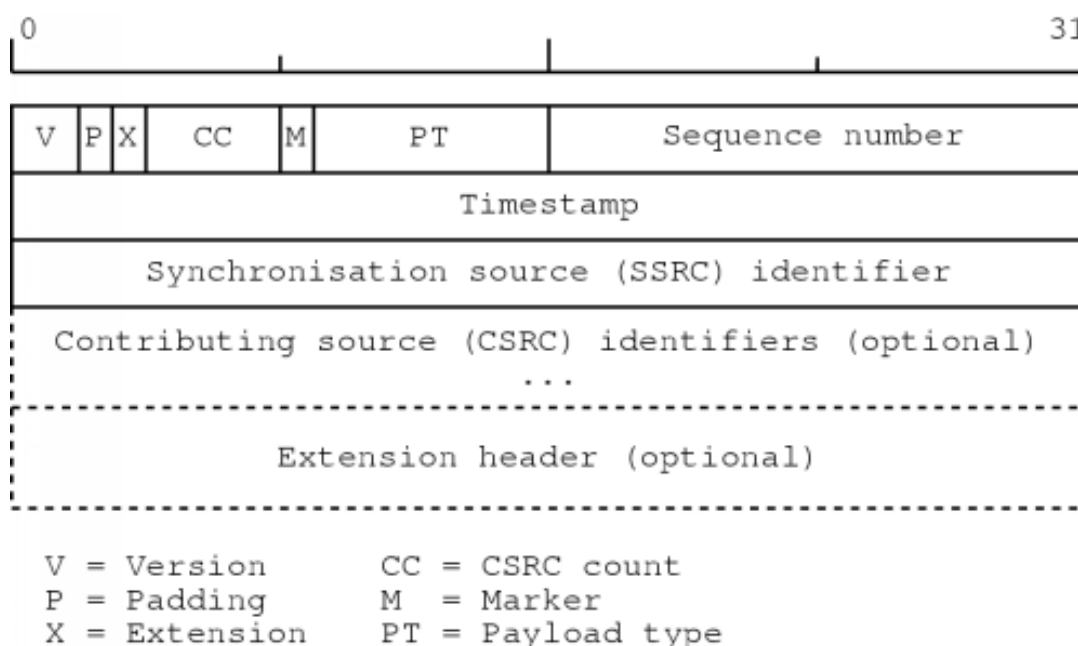 0 31
V P X CC M PT Sequence number
Timestamp
Synchronisation source (SSRC) identifier
Contributing source (CSRC) identifiers (optional)
...
Extension header (optional)
V = Version CC = CSRC count
P = Padding M = Marker
X = Extension PT = Payload type